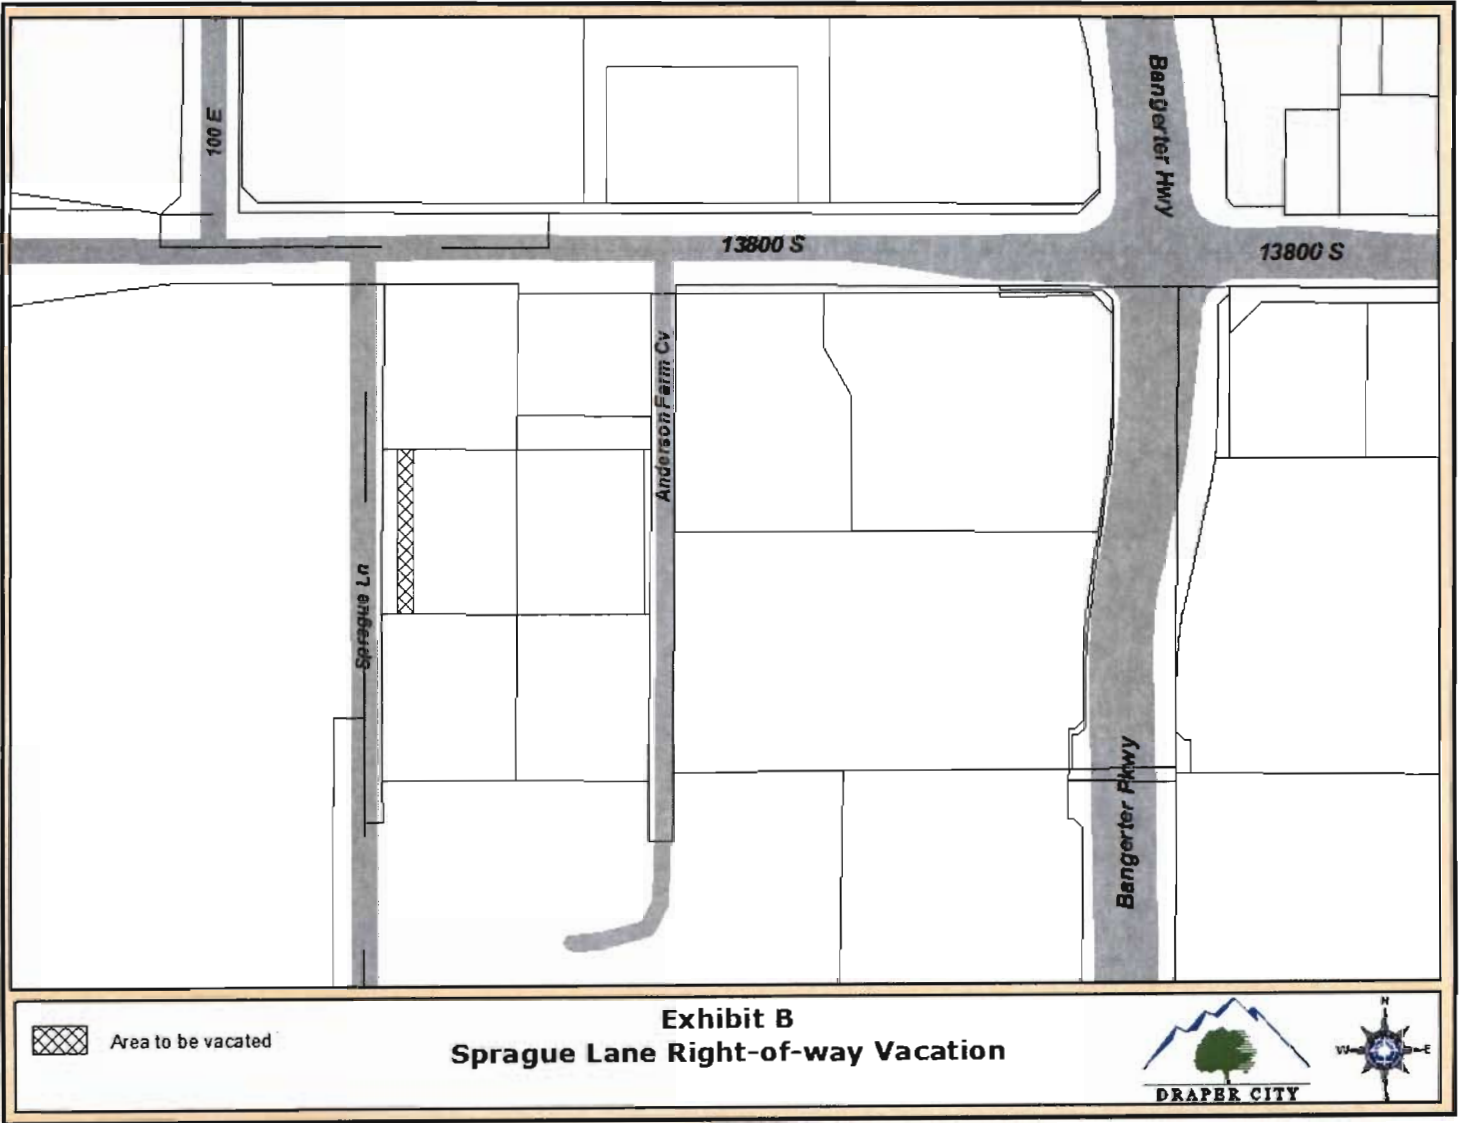 100 E
Bangerter Hwy
13800 S
13800 S
Anderson Farm Cv
Sprague Ln
Bangerter Pkwy
Area to be vacated
Exhibit B
Sprague Lane Right-of-way Vacation
DRAPER CITY
N
W
E